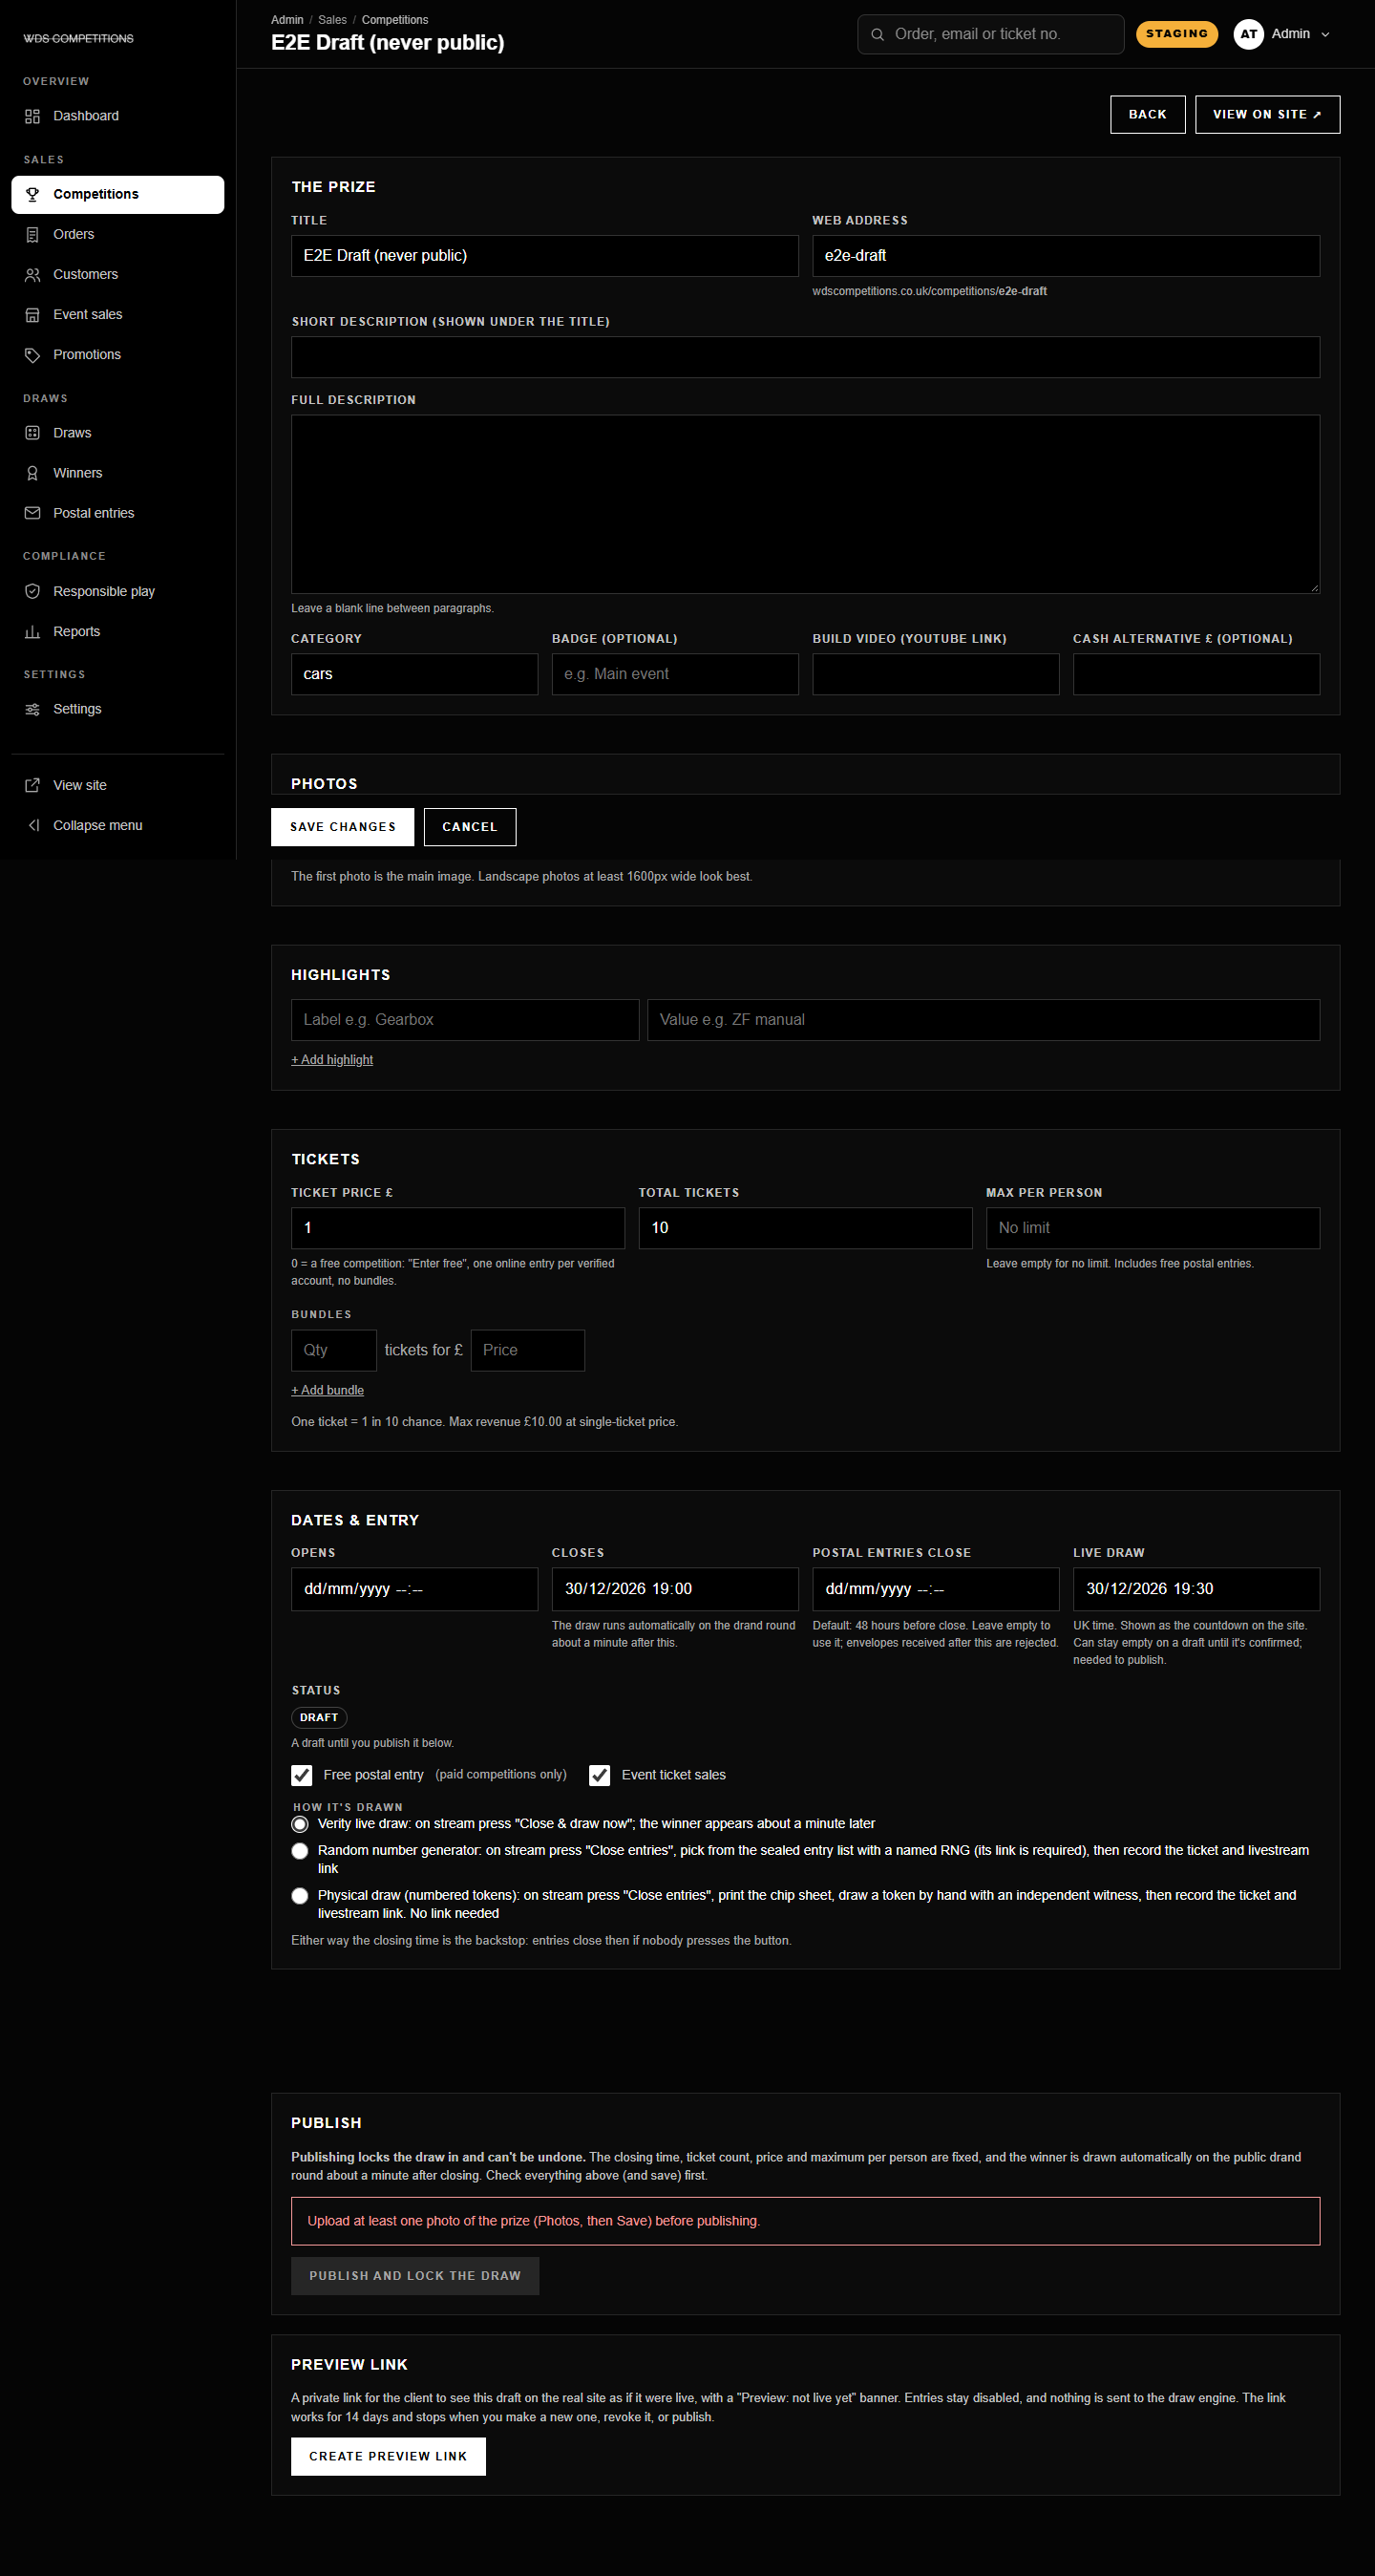 WDS COMPETITIONS
OVERVIEW
Dashboard
SALES
Competitions
Orders
Customers
Event sales
Promotions
DRAWS
Draws
Winners
Postal entries
COMPLIANCE
Responsible play
Reports
SETTINGS
Settings
View site
Collapse menu
Admin / Sales / Competitions
E2E Draft (never public)
Order, email or ticket no.
STAGING
AT Admin
BACK
VIEW ON SITE ↗
THE PRIZE
TITLE
E2E Draft (never public)
WEB ADDRESS
e2e-draft
wdscompetitions.co.uk/competitions/e2e-draft
SHORT DESCRIPTION (SHOWN UNDER THE TITLE)
FULL DESCRIPTION
Leave a blank line between paragraphs.
CATEGORY
cars
BADGE (OPTIONAL)
e.g. Main event
BUILD VIDEO (YOUTUBE LINK)
CASH ALTERNATIVE £ (OPTIONAL)
PHOTOS
SAVE CHANGES
CANCEL
The first photo is the main image. Landscape photos at least 1600px wide look best.
HIGHLIGHTS
Label e.g. Gearbox
Value e.g. ZF manual
+ Add highlight
TICKETS
TICKET PRICE £
1
0 = a free competition: "Enter free", one online entry per verified
account, no bundles.
TOTAL TICKETS
10
MAX PER PERSON
No limit
Leave empty for no limit. Includes free postal entries.
BUNDLES
Qty tickets for £ Price
+ Add bundle
One ticket = 1 in 10 chance. Max revenue £10.00 at single-ticket price.
DATES & ENTRY
OPENS
dd/mm/yyyy --:--
CLOSES
30/12/2026 19:00
The draw runs automatically on the drand round
about a minute after this.
POSTAL ENTRIES CLOSE
dd/mm/yyyy --:--
Default: 48 hours before close. Leave empty to
use it; envelopes received after this are rejected.
LIVE DRAW
30/12/2026 19:30
UK time. Shown as the countdown on the site.
Can stay empty on a draft until it's confirmed;
needed to publish.
STATUS
DRAFT
A draft until you publish it below.
Free postal entry (paid competitions only)
Event ticket sales
HOW IT'S DRAWN
Verity live draw: on stream press "Close & draw now"; the winner appears about a minute later
Random number generator: on stream press "Close entries", pick from the sealed entry list with a named RNG (its link is required), then record the ticket and livestream
link
Physical draw (numbered tokens): on stream press "Close entries", print the chip sheet, draw a token by hand with an independent witness, then record the ticket and
livestream link. No link needed
Either way the closing time is the backstop: entries close then if nobody presses the button.
PUBLISH
Publishing locks the draw in and can't be undone. The closing time, ticket count, price and maximum per person are fixed, and the winner is drawn automatically on the public drand
round about a minute after closing. Check everything above (and save) first.
Upload at least one photo of the prize (Photos, then Save) before publishing.
PUBLISH AND LOCK THE DRAW
PREVIEW LINK
A private link for the client to see this draft on the real site as if it were live, with a "Preview: not live yet" banner. Entries stay disabled, and nothing is sent to the draw engine. The link
works for 14 days and stops when you make a new one, revoke it, or publish.
CREATE PREVIEW LINK